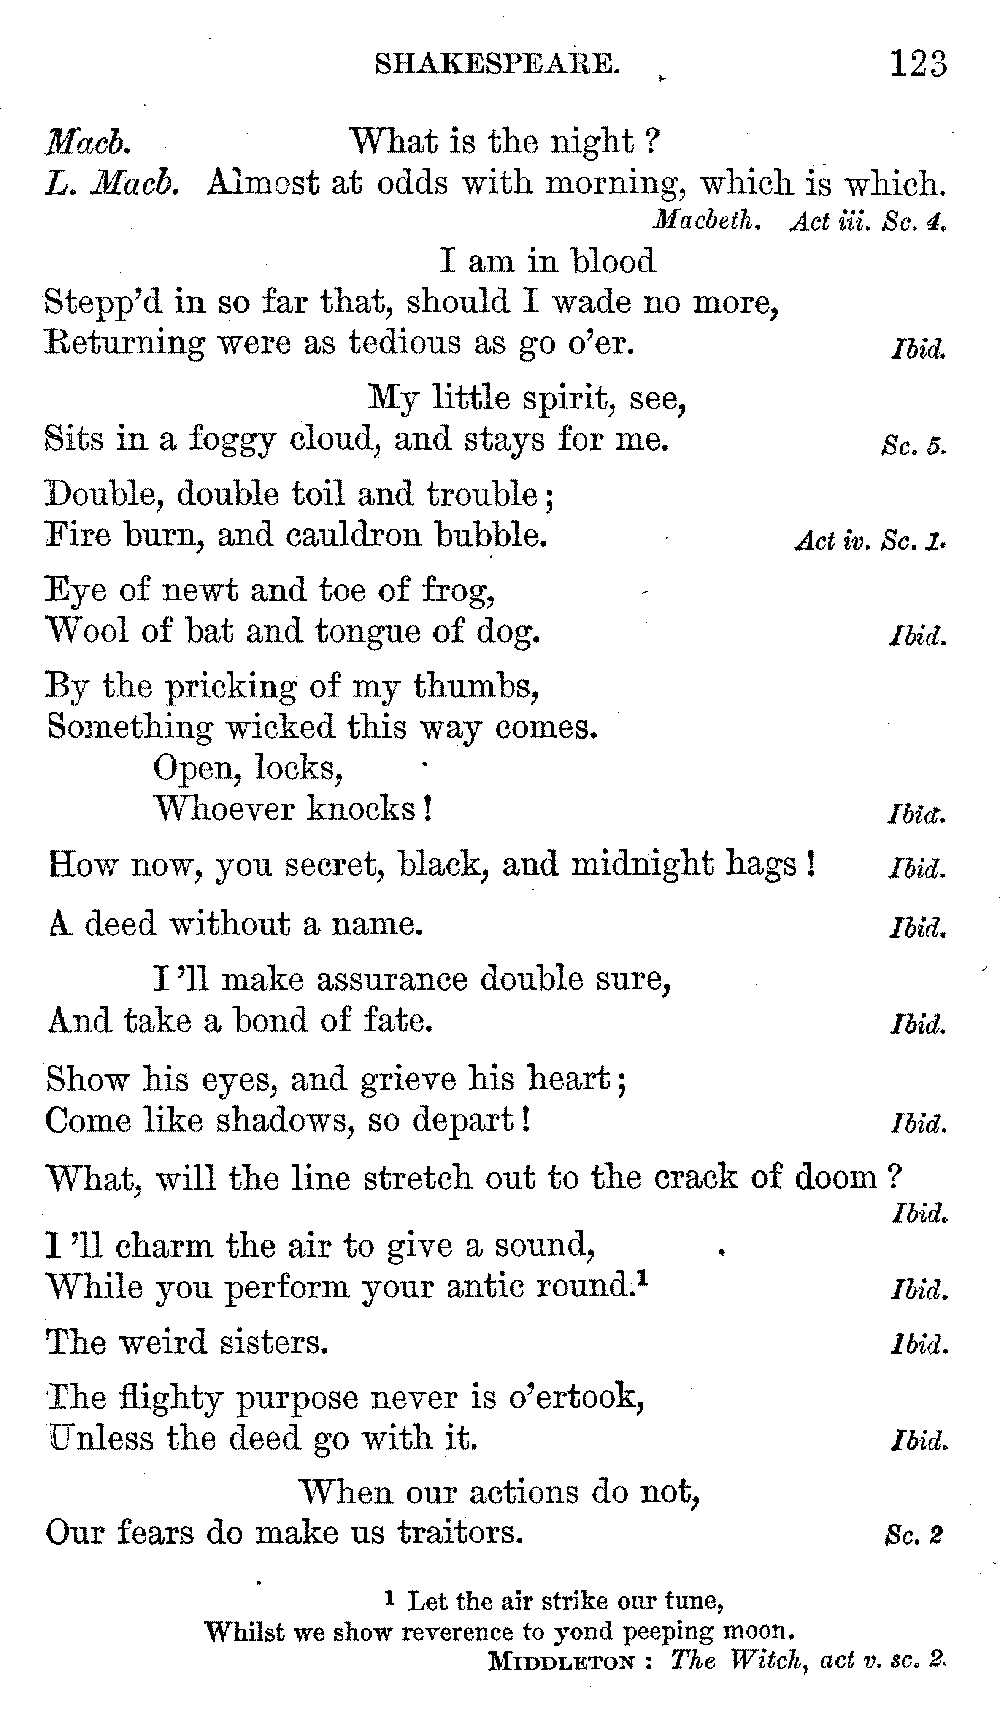 SHAKESPEARE. 123
Macb. What is the night ?
L. Macb. Almost at odds with morning, which is which.
Macbeth. Act iii. Sc. 4.
I am in blood
Stepp'd in so far that, should I wade no more,
Returning were as tedious as go o'er. Ibid.
My little spirit, see,
Sits in a foggy cloud, and stays for me. Sc. 5.
Double, double toil and trouble ;
Fire burn, and cauldron bubble. Act iv. Sc. 1.
Eye of newt and toe of frog,
Wool of bat and tongue of dog. Ibid.
By the pricking of my thumbs,
Something wicked this way comes.
Open, locks,
Whoever knocks ! Ibid.
How now, you secret, black, and midnight hags ! Ibid.
A deed without a name. Ibid.
I 'll make assurance double sure,
And take a bond of fate. Ibid.
Show his eyes, and grieve his heart ;
Come like shadows, so depart ! Ibid.
What, will the line stretch out to the crack of doom ?
Ibid.
I 'll charm the air to give a sound,
While you perform your antic round.¹ Ibid.
The weird sisters. Ibid.
The flighty purpose never is o'ertook,
Unless the deed go with it. Ibid.
When our actions do not,
Our fears do make us traitors. Sc. 2
¹ Let the air strike our tune,
Whilst we show reverence to yond peeping moon.
MIDDLETON : The Witch, act v. sc. 2.